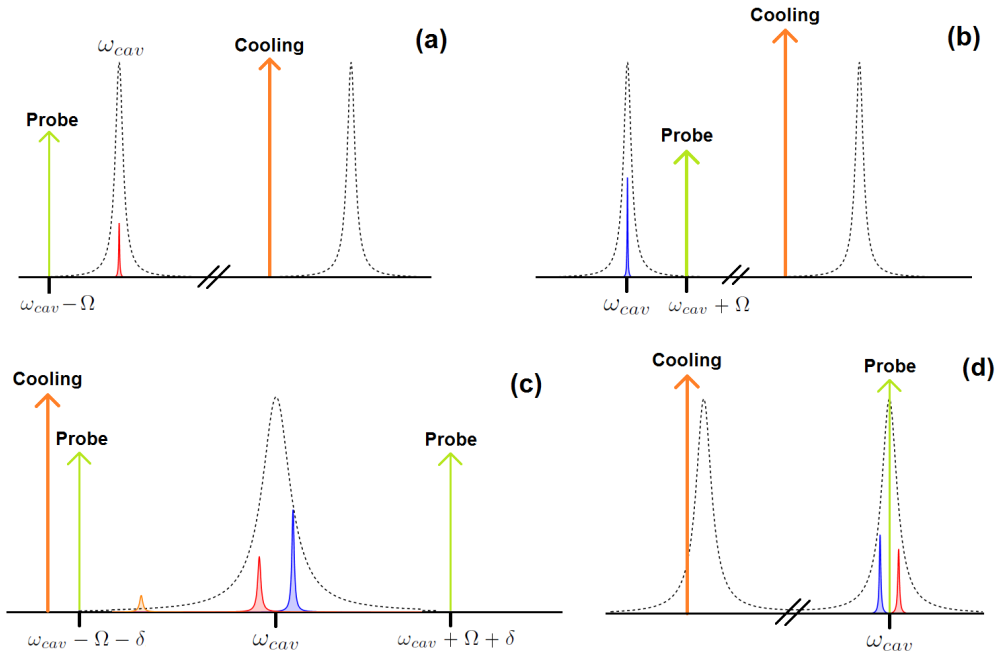 (a)
ω_cav
Cooling
Probe
ω_cav − Ω
(b)
Cooling
Probe
ω_cav
ω_cav + Ω
(c)
Cooling
Probe
Probe
ω_cav − Ω − δ
ω_cav
ω_cav + Ω + δ
(d)
Cooling
Probe
ω_cav